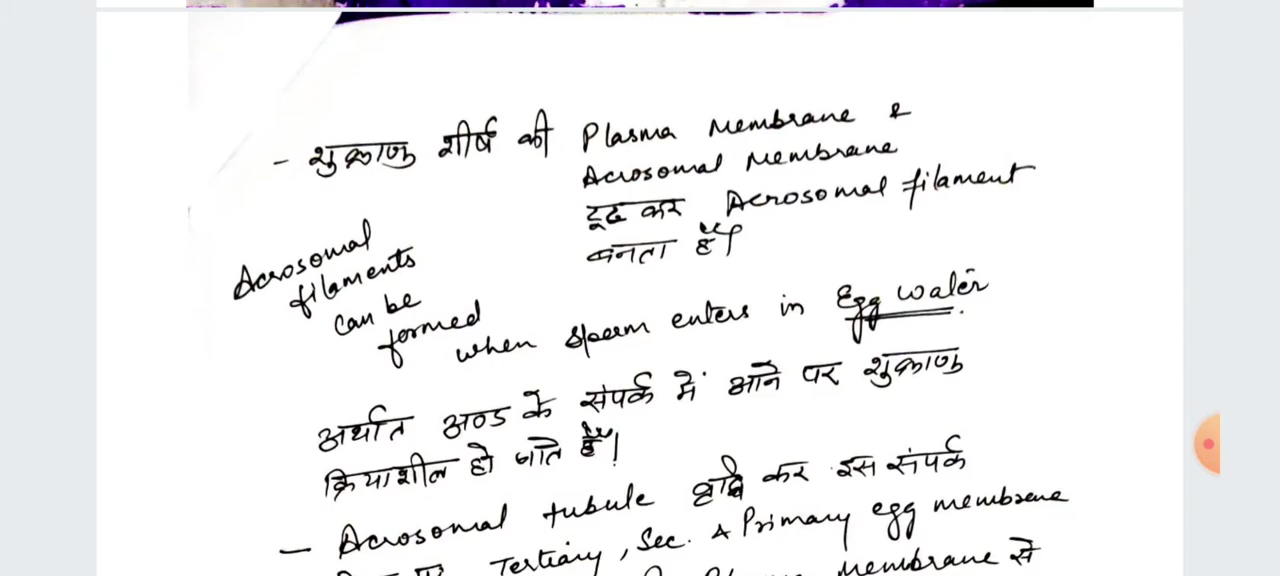 - शुक्राणु शीर्ष की Plasma Membrane &
Acrosomal Membrane
टूट कर Acrosomal filament
बनता है।
Acrosomal
filaments
can be
formed
when sperm enters in Egg water.
अर्थात अण्ड के संपर्क में आने पर शुक्राणु
क्रियाशील हो जाते हैं।
- Acrosomal tubule कर इस संपर्क
पर Tertiary, Sec. & Primary egg membrane
Membrane से